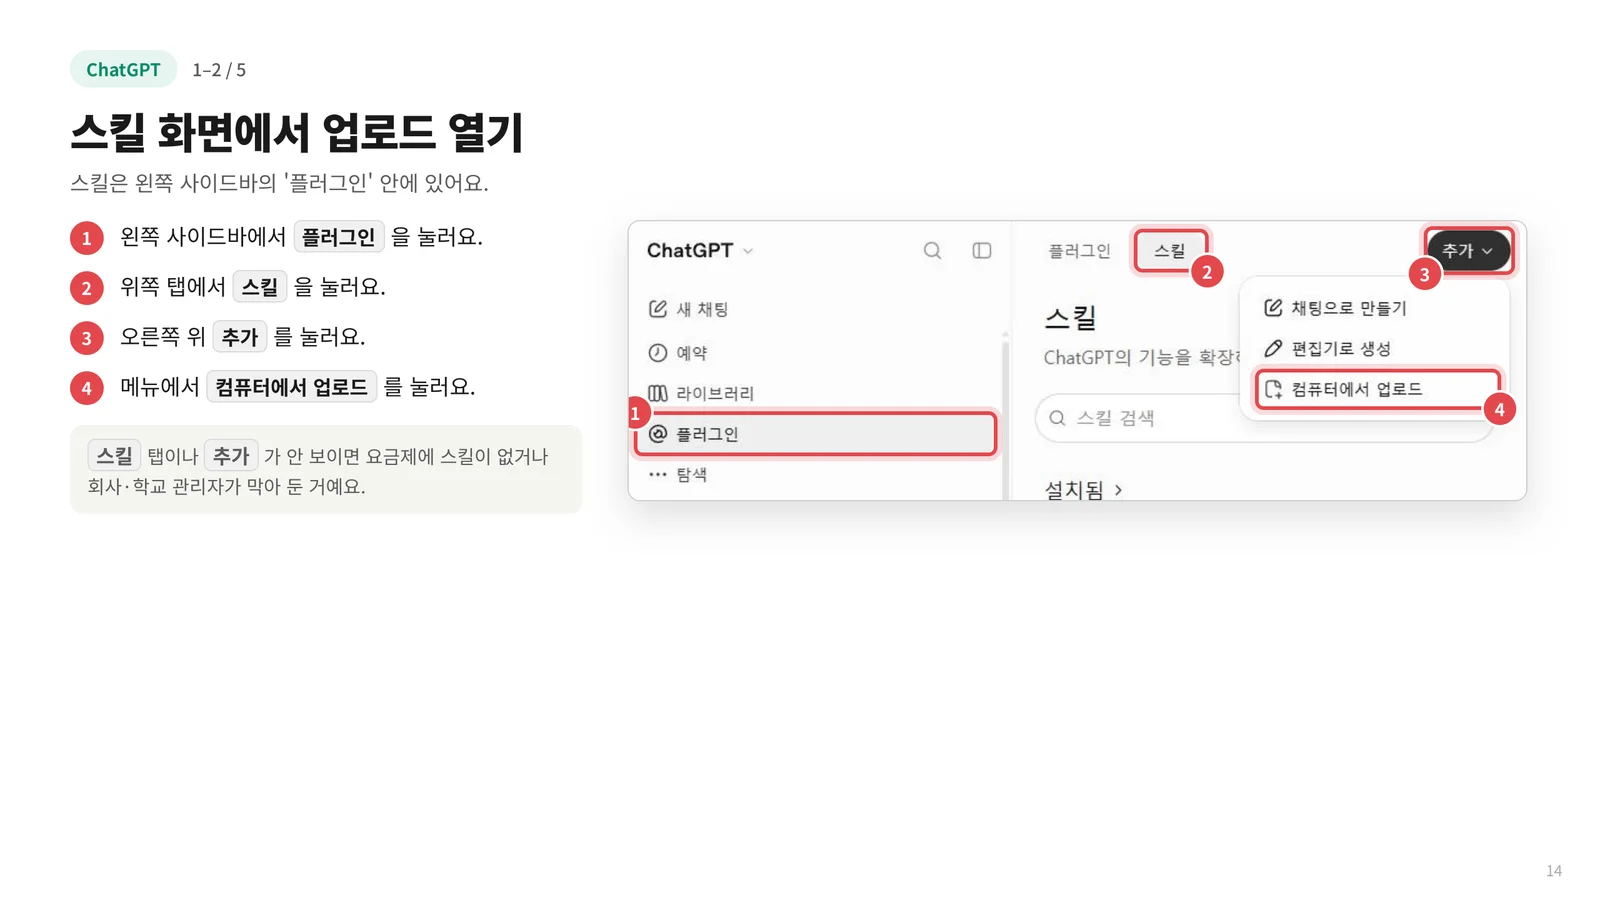 ChatGPT 1–2 / 5
스킬 화면에서 업로드 열기
스킬은 왼쪽 사이드바의 '플러그인' 안에 있어요.
1 왼쪽 사이드바에서 플러그인 을 눌러요.
2 위쪽 탭에서 스킬 을 눌러요.
3 오른쪽 위 추가 를 눌러요.
4 메뉴에서 컴퓨터에서 업로드 를 눌러요.
스킬 탭이나 추가 가 안 보이면 요금제에 스킬이 없거나
회사·학교 관리자가 막아 둔 거예요.
ChatGPT
새 채팅
예약
라이브러리
1
플러그인
탐색
플러그인 스킬 2
추가 3
스킬
ChatGPT의 기능을 확장
스킬 검색
설치됨
채팅으로 만들기
편집기로 생성
컴퓨터에서 업로드 4
14